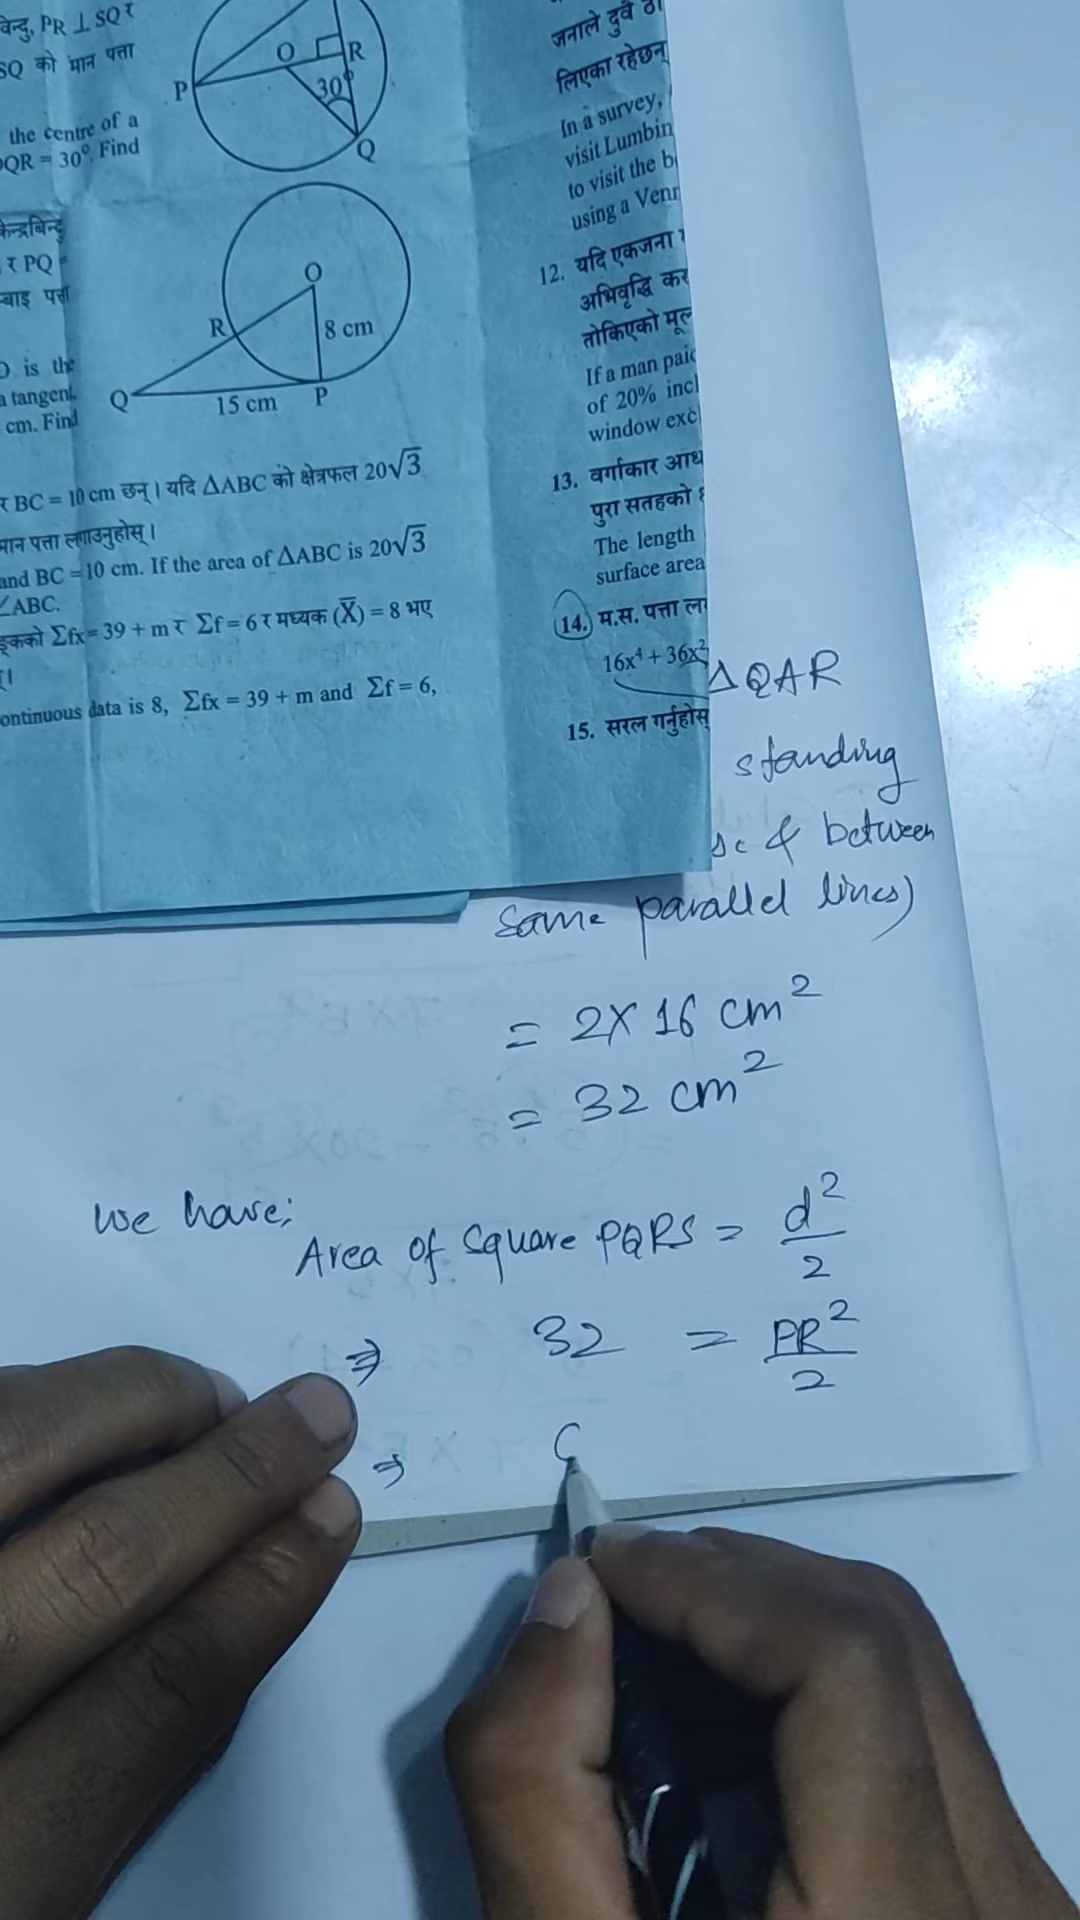 बिन्दु, PR ⊥ SQ र
SQ को मान पत्ता
the centre of a
QR = 30°. Find
P
O
R
30°
Q
केन्द्रबिन्दु
र PQ
is the
a tangent.
cm. Find
O
R
8 cm
Q
15 cm
P
र BC = 10 cm छन् । यदि ΔABC को क्षेत्रफल 20√3
मान पत्ता लगाउनुहोस् ।
and BC = 10 cm. If the area of ΔABC is 20√3
∠ABC.
Σfx = 39 + m र Σf = 6 र मध्यक (X̅) = 8 भए
ontinuous data is 8, Σfx = 39 + m and Σf = 6,
जनाले दुवै ठा
लिएका रहेछन्
In a survey,
visit Lumbin
to visit the b
using a Venn
12. यदि एकजना
अभिवृद्धि कर
तोकिएको मूल
If a man paid
of 20% incl
window exc
13. वर्गाकार आध
पुरा सतहको
The length
surface area
14. म.स. पत्ता ल
16x⁴ + 36x²
15. सरल गर्नुहोस्
ΔQAR
standing
& between
same parallel lines)
= 2 × 16 cm²
= 32 cm²
we have;
Area of square PQRS = d²/2
⇒ 32 = PR²/2
⇒